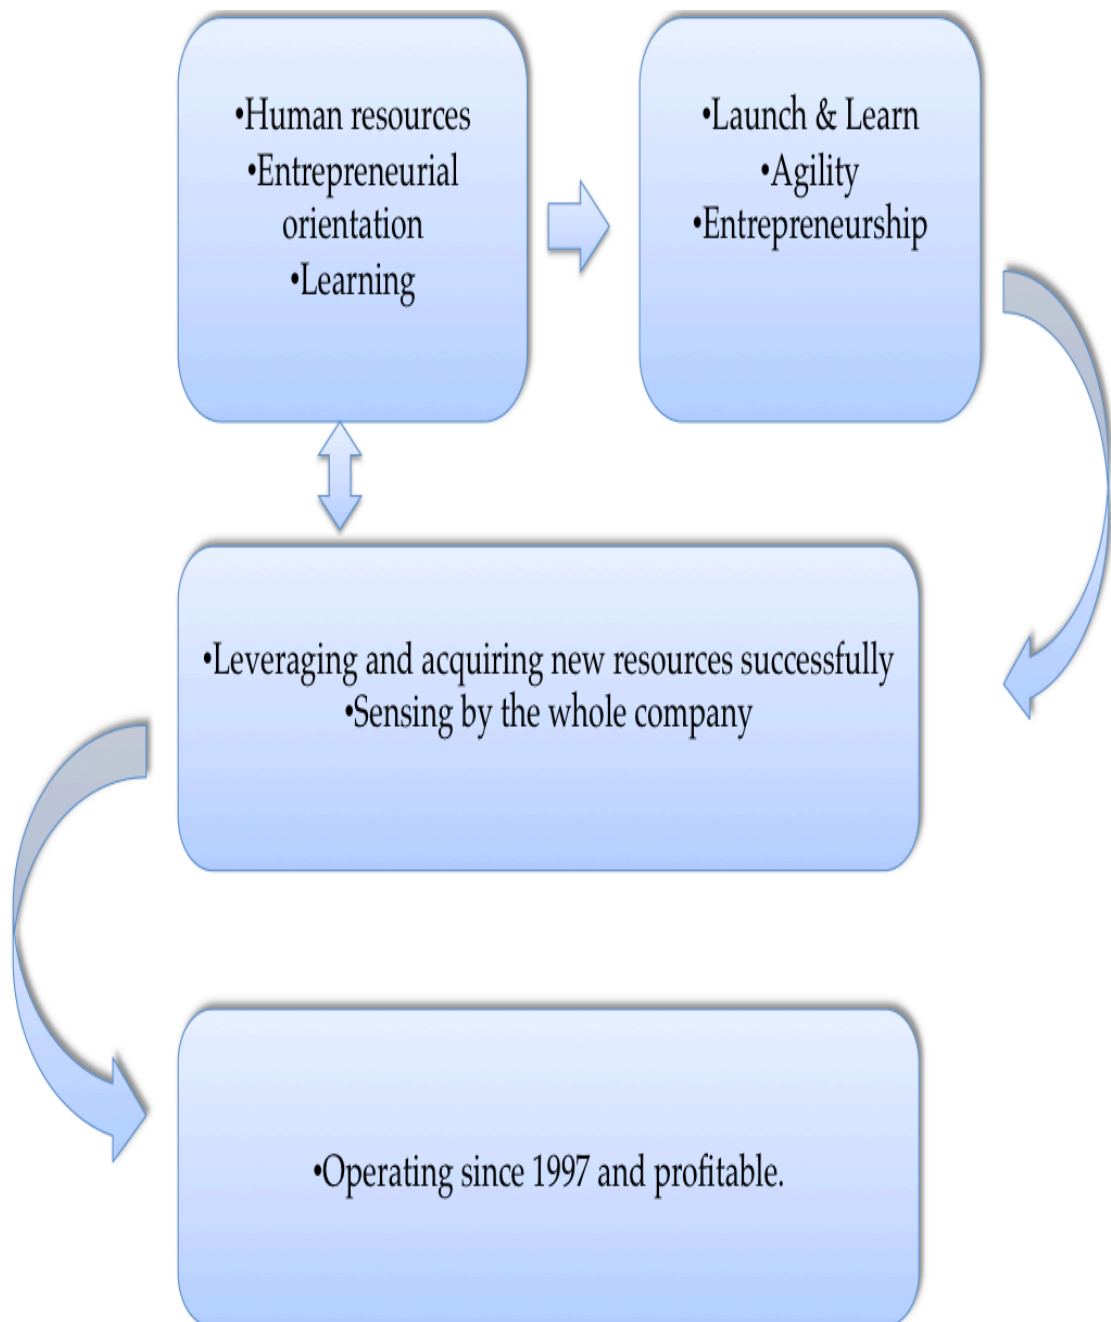 •Human resources
•Entrepreneurial
orientation
•Learning
•Launch & Learn
•Agility
•Entrepreneurship
•Leveraging and acquiring new resources successfully
•Sensing by the whole company
•Operating since 1997 and profitable.